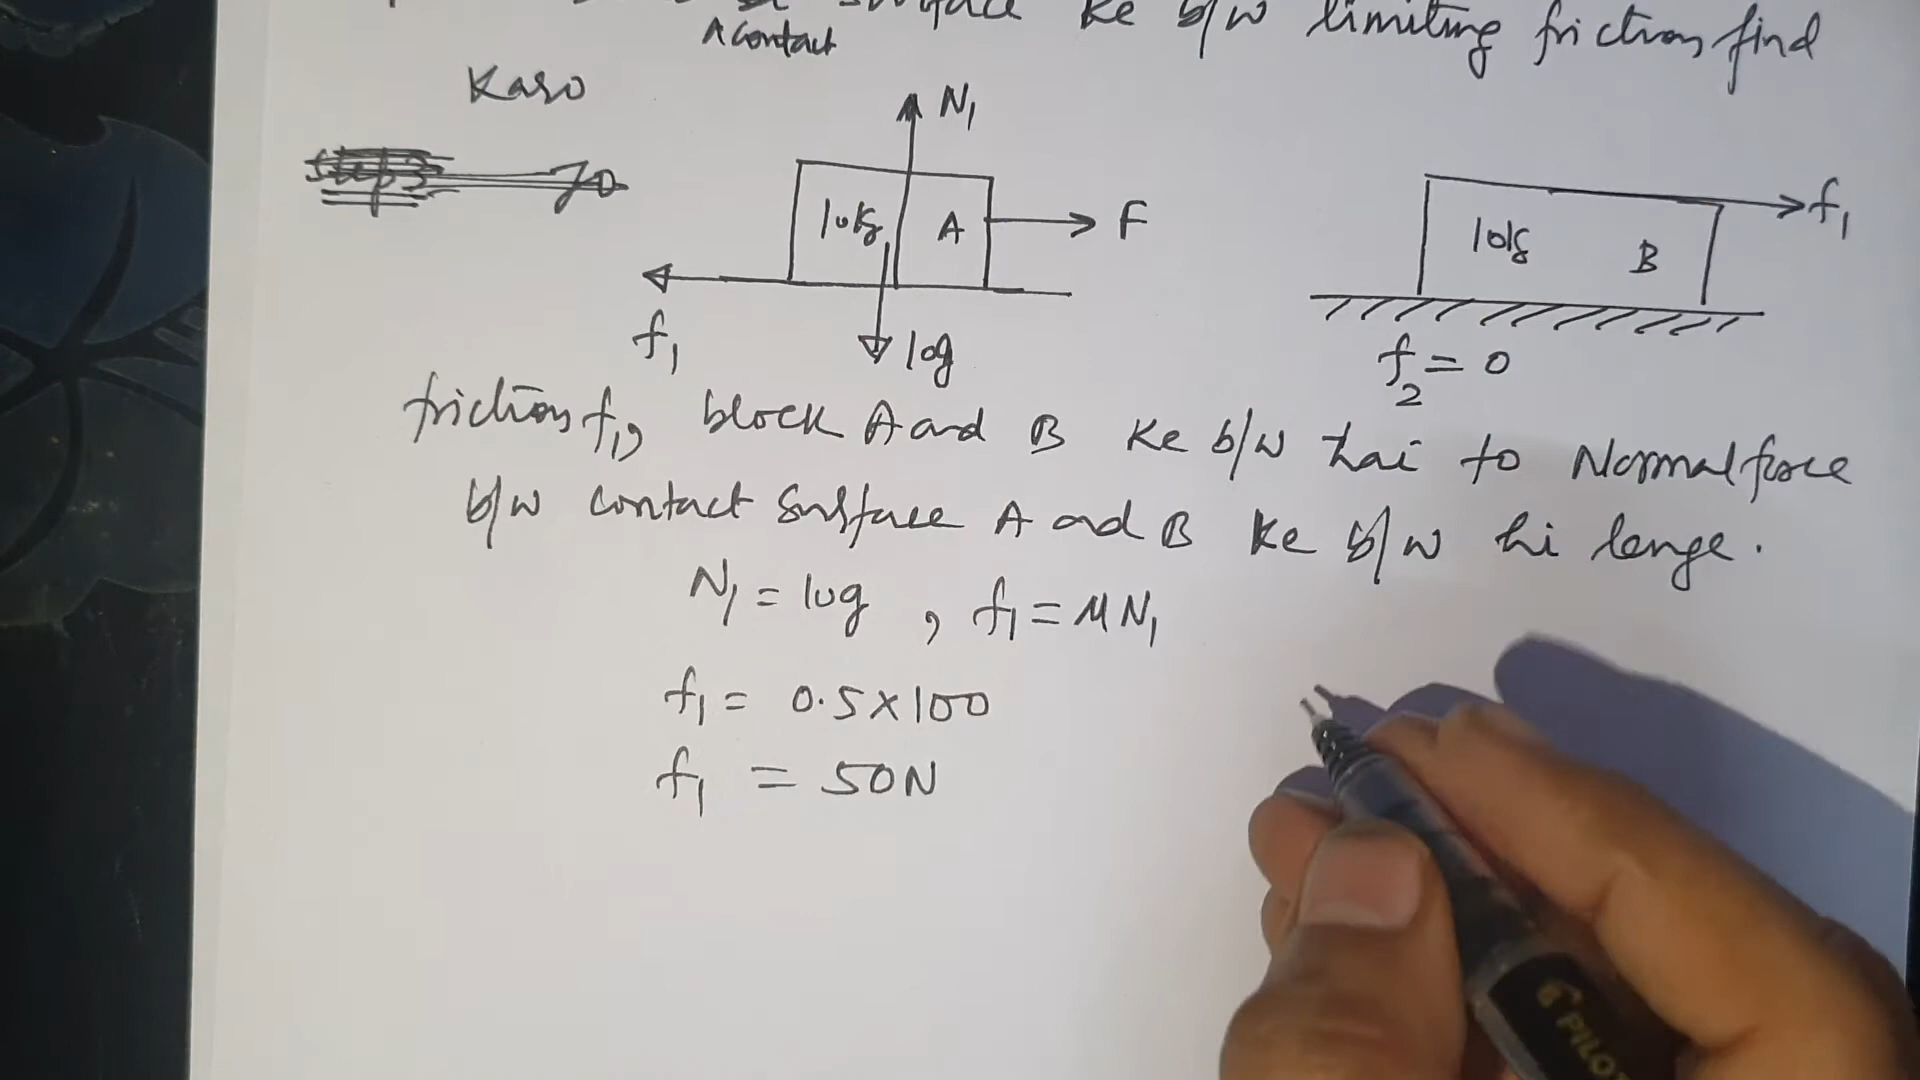 surface ke b/w limiting friction find
A contact
Karo
N1
10kg A
F
f1
10g
10kg B
f1
f2 = 0
friction f1, block A and B ke b/w hai to Normal force
b/w contact surface A and B ke b/w hi lenge.
N1 = 10g , f1 = μN1
f1 = 0.5×100
f1 = 50N
PILO